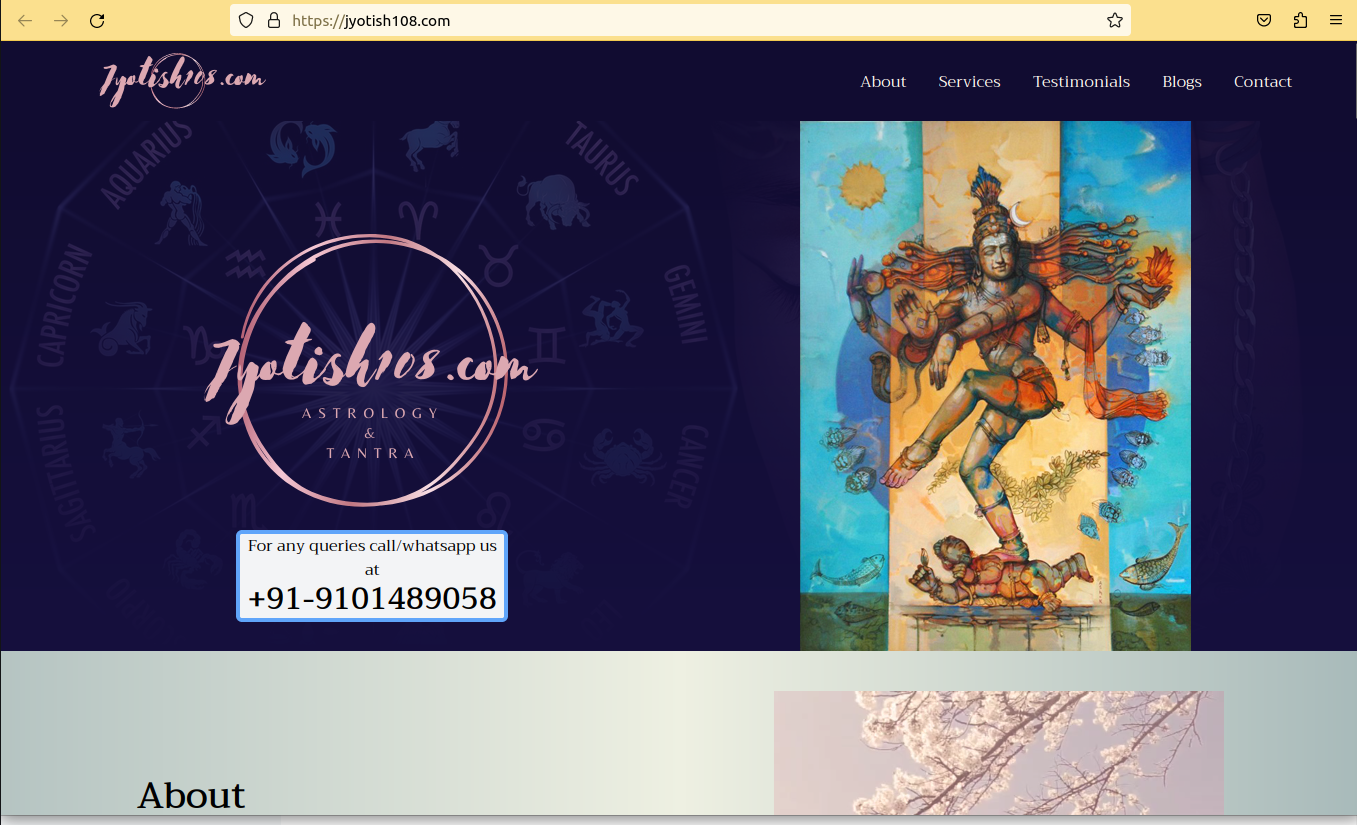 https://jyotish108.com
Jyotish108.com
About Services Testimonials Blogs Contact
AQUARIUS
TAURUS
CAPRICORN
GEMINI
SAGITTARIUS
CANCER
Jyotish108.com
ASTROLOGY
&
TANTRA
For any queries call/whatsapp us
at
+91-9101489058
About